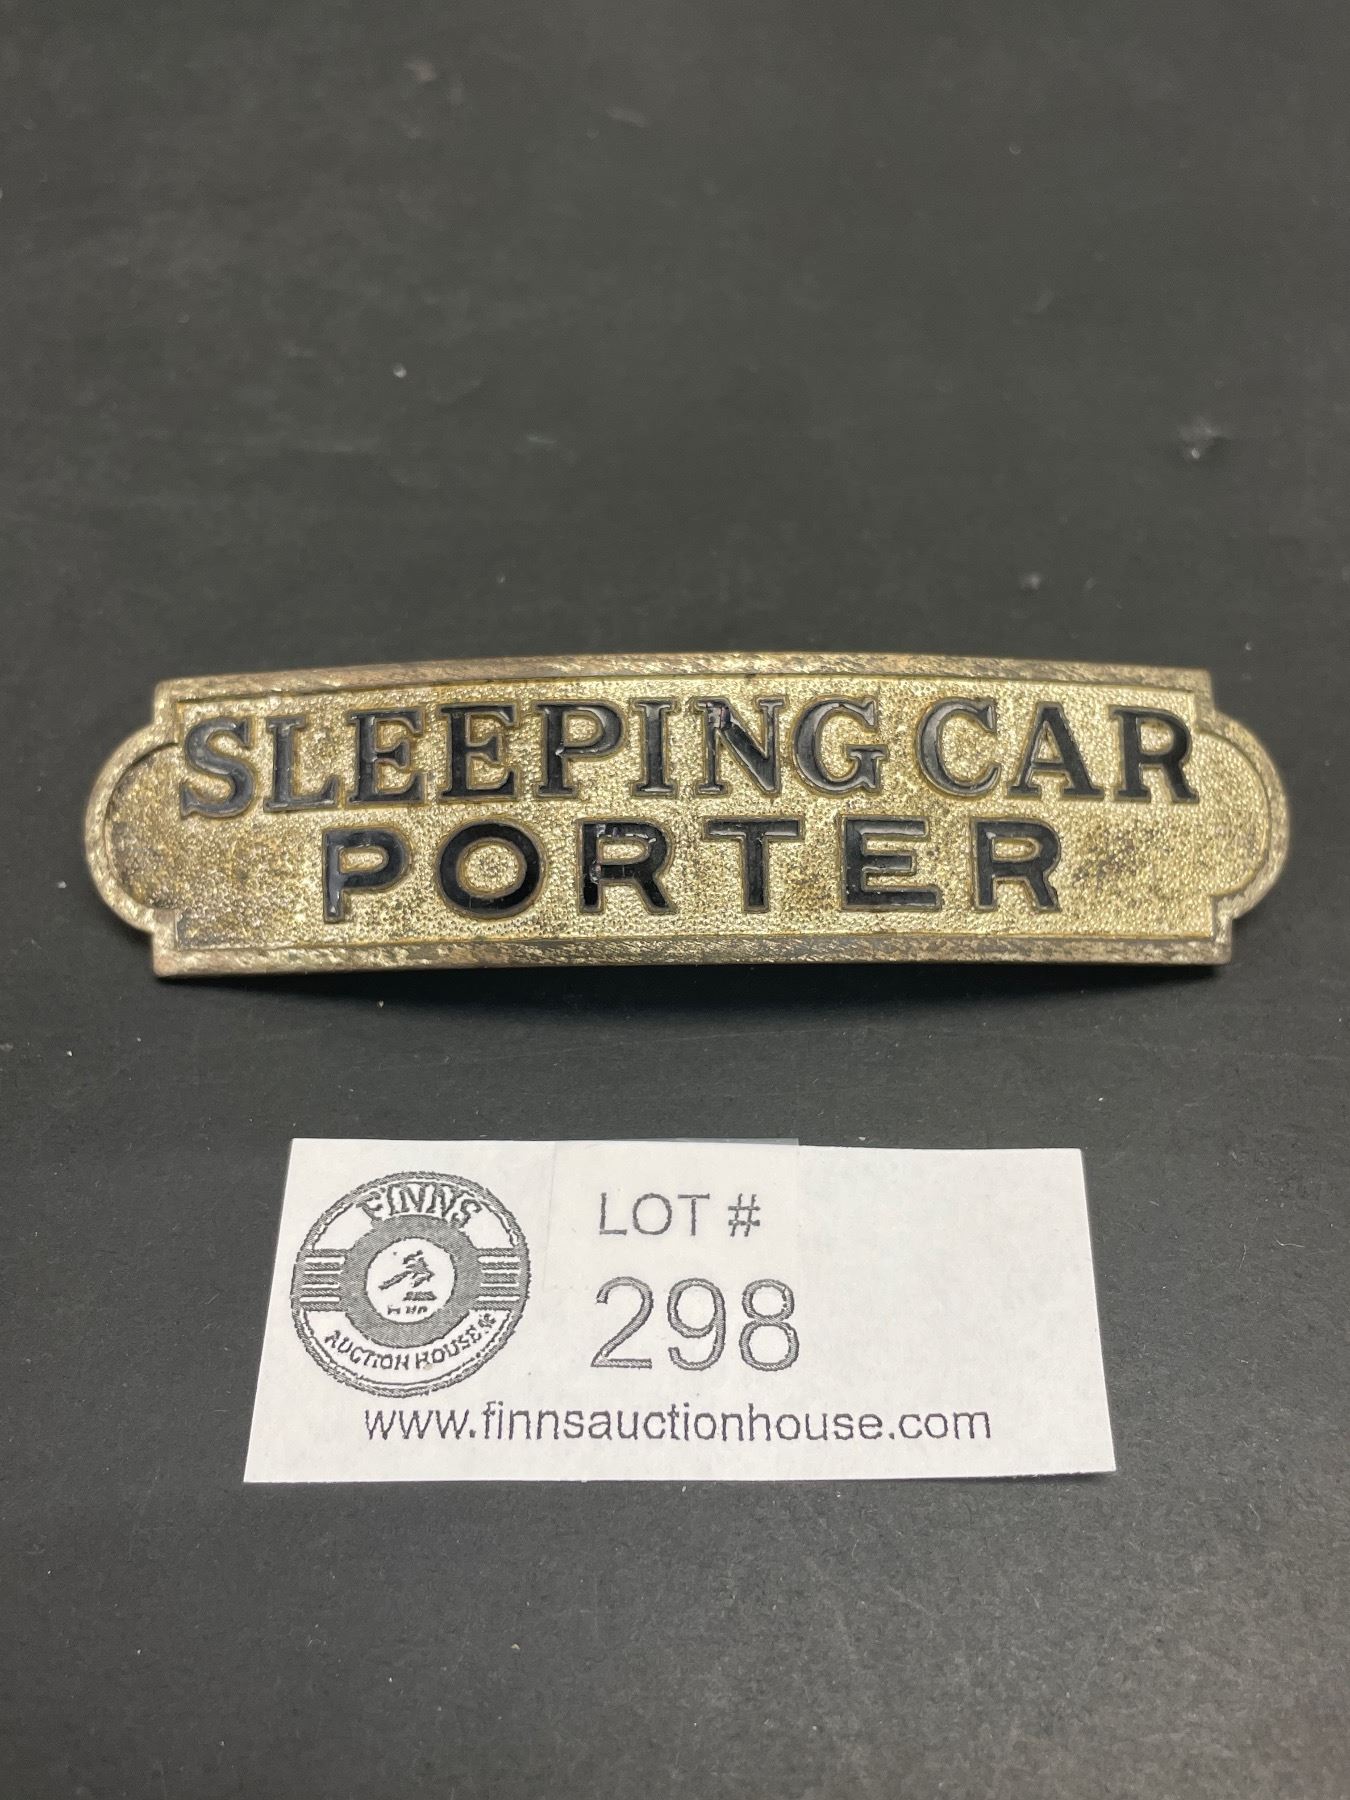 SLEEPING CAR
PORTER
FINNS
AUCTION HOUSE
LOT #
298
www.finnsauctionhouse.com